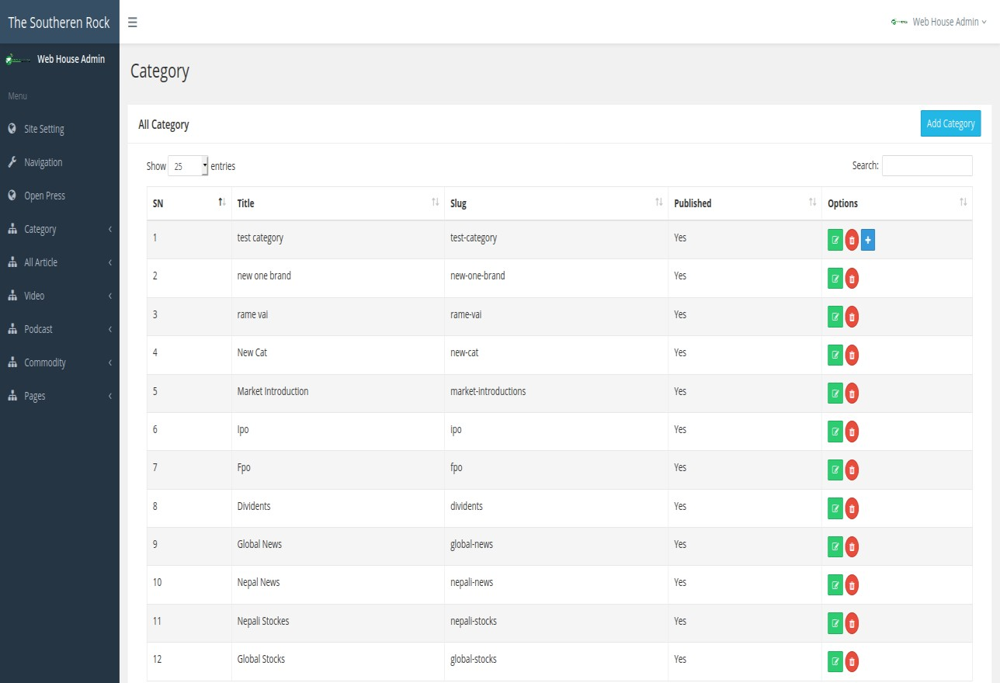 The Southeren Rock
Web House Admin
Web House Admin
Menu
Site Setting
Navigation
Open Press
Category
All Article
Video
Podcast
Commodity
Pages
Category
All Category
Add Category
Show 25 entries
Search:
SN Title Slug Published Options
1 test category test-category Yes
2 new one brand new-one-brand Yes
3 rame vai rame-vai Yes
4 New Cat new-cat Yes
5 Market Introduction market-introductions Yes
6 Ipo ipo Yes
7 Fpo fpo Yes
8 Dividents dividents Yes
9 Global News global-news Yes
10 Nepal News nepali-news Yes
11 Nepali Stockes nepali-stocks Yes
12 Global Stocks global-stocks Yes